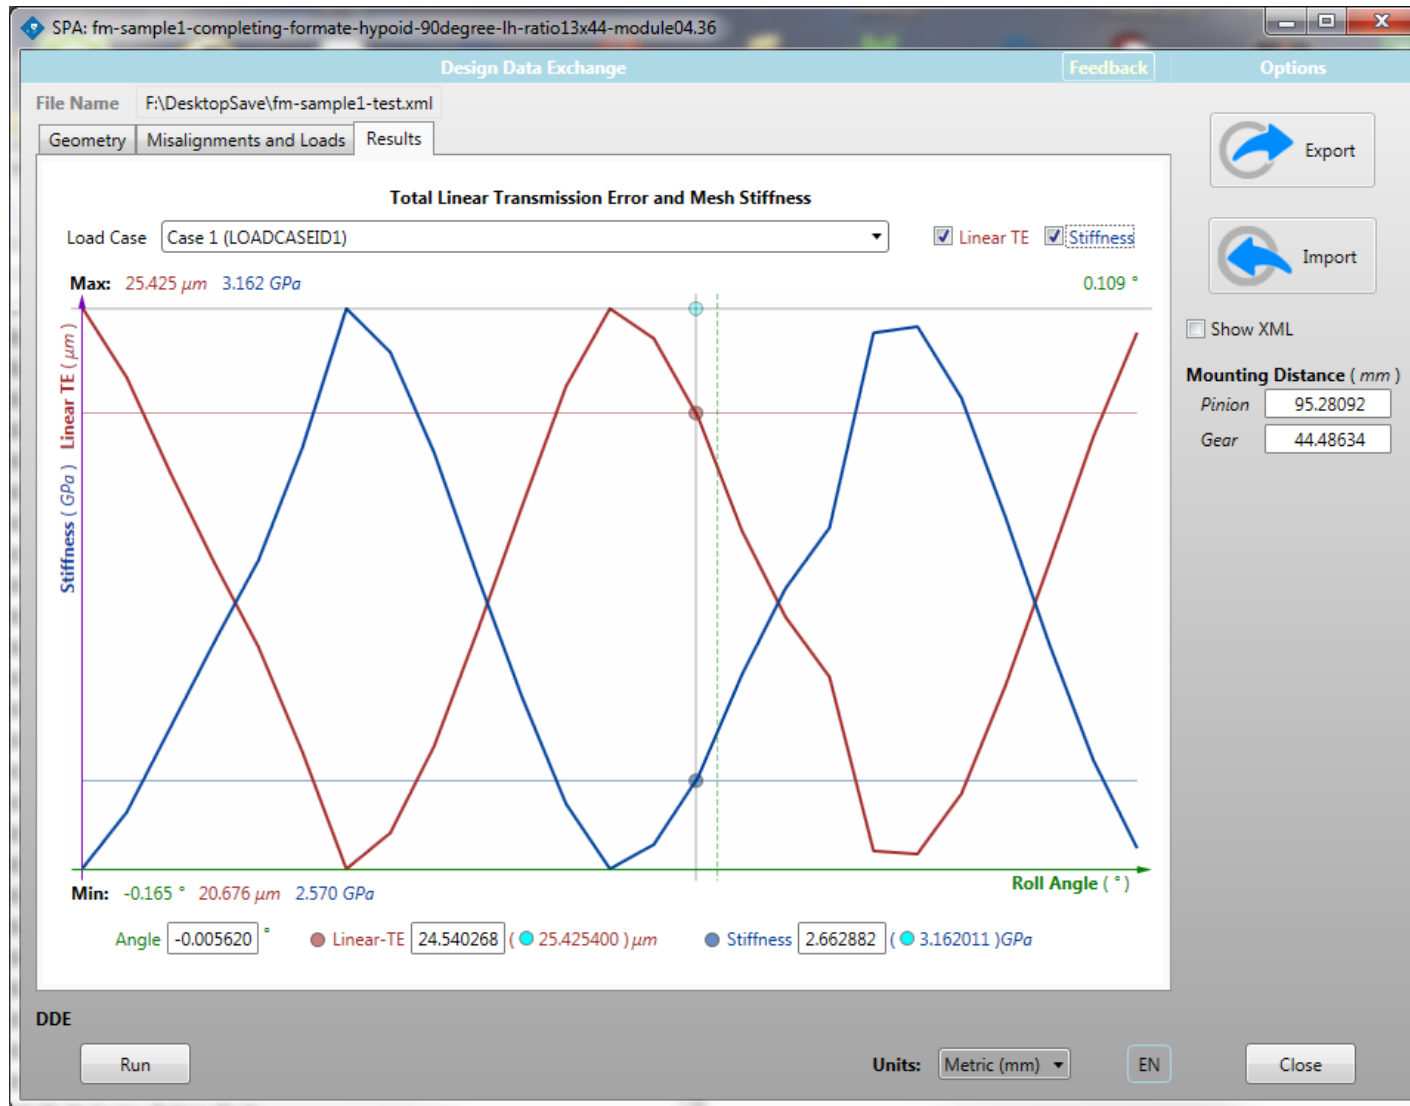 SPA: fm-sample1-completing-formate-hypoid-90degree-lh-ratio13x44-module04.36
Design Data Exchange
Feedback
Options
File Name F:\DesktopSave\fm-sample1-test.xml
Geometry Misalignments and Loads Results
Export
Total Linear Transmission Error and Mesh Stiffness
Load Case Case 1 (LOADCASEID1)
Linear TE Stiffness
Import
Max: 25.425 µm 3.162 GPa
0.109 °
Show XML
Stiffness ( GPa ) Linear TE ( µm )
Mounting Distance ( mm )
Pinion 95.28092
Gear 44.48634
Roll Angle ( ° )
Min: -0.165 ° 20.676 µm 2.570 GPa
Angle -0.005620 ° Linear-TE 24.540268 ( 25.425400 ) µm Stiffness 2.662882 ( 3.162011 )GPa
DDE
Run
Units: Metric (mm)
EN
Close